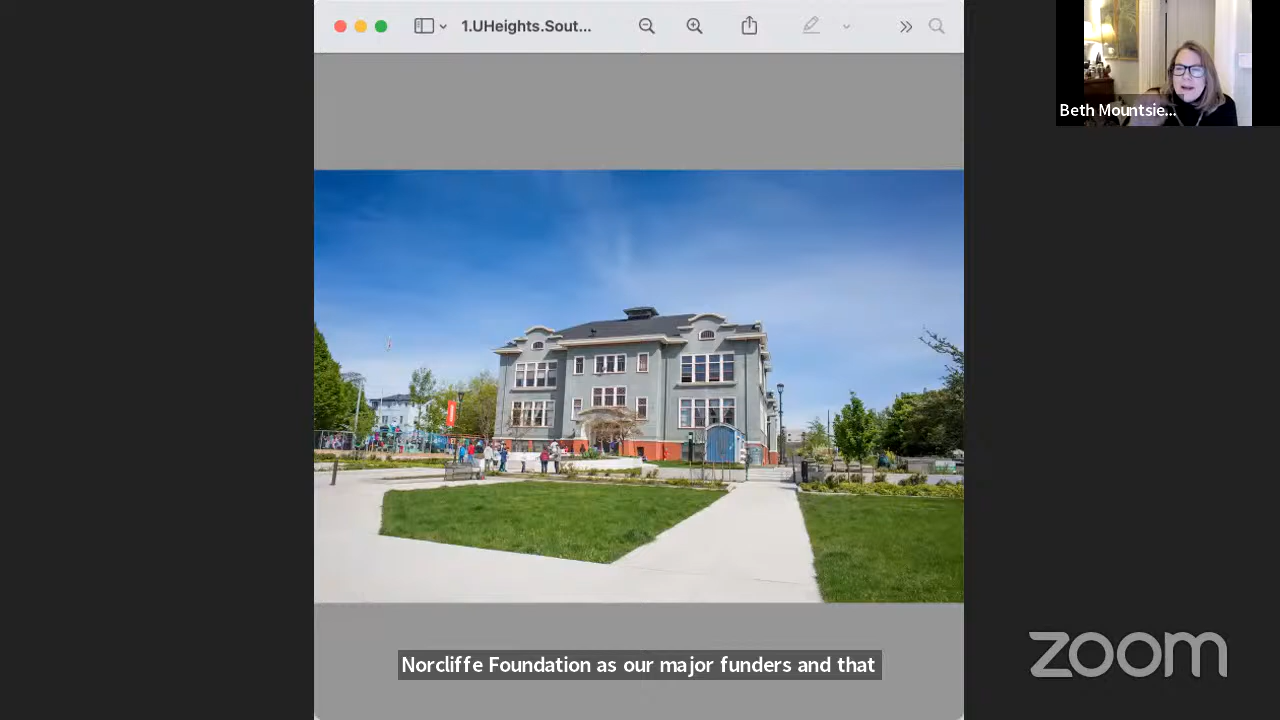 1.UHeights.Sout...
Beth Mountsie...
Norcliffe Foundation as our major funders and that
zoom